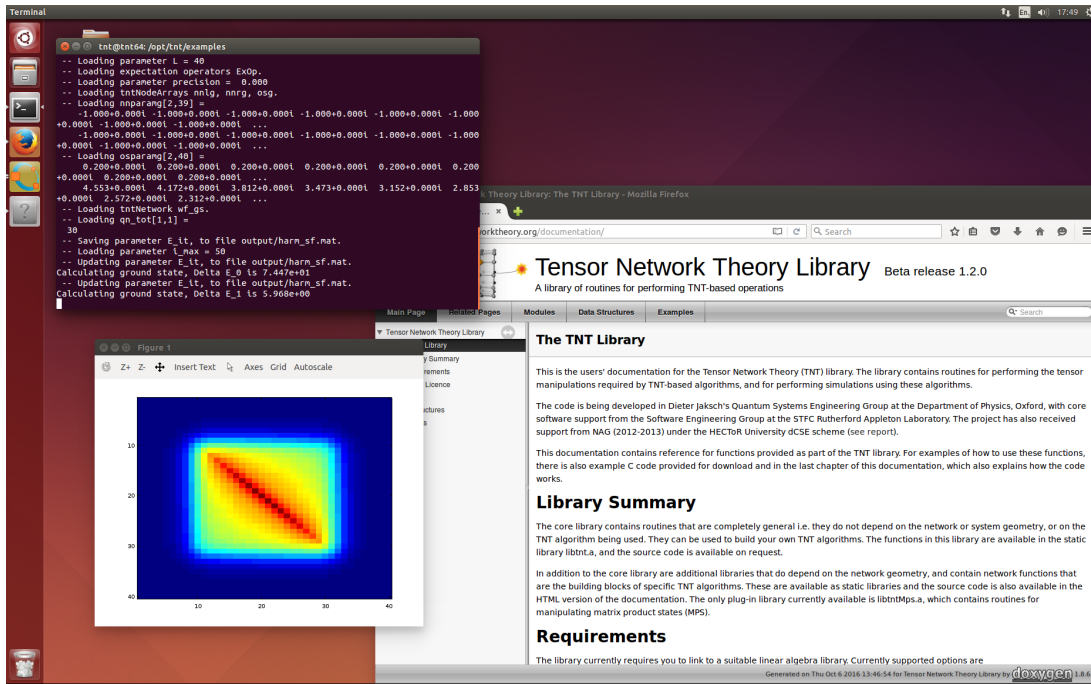 Terminal
En
17:49
tnt@tnt64: /opt/tnt/examples
-- Loading parameter L = 40
-- Loading expectation operators ExOp.
-- Loading parameter precision =  0.000
-- Loading tntNodeArrays nnlg, nnrg, osg.
-- Loading nnparamg[2,39] =
-1.000+0.000i -1.000+0.000i -1.000+0.000i -1.000+0.000i -1.000+0.000i -1.000
+0.000i -1.000+0.000i -1.000+0.000i  ...
-1.000+0.000i -1.000+0.000i -1.000+0.000i -1.000+0.000i -1.000+0.000i -1.000
+0.000i -1.000+0.000i -1.000+0.000i  ...
-- Loading osparamg[2,40] =
0.200+0.000i  0.200+0.000i  0.200+0.000i  0.200+0.000i  0.200+0.000i  0.200
+0.000i  0.200+0.000i  0.200+0.000i  ...
4.553+0.000i  4.172+0.000i  3.812+0.000i  3.473+0.000i  3.152+0.000i  2.853
+0.000i  2.572+0.000i  2.312+0.000i  ...
-- Loading tntNetwork wf_gs.
-- Loading qn_tot[1,1] =
30
-- Saving parameter E_it, to file output/harm_sf.mat.
-- Loading parameter i_max = 50
-- Updating parameter E_it, to file output/harm_sf.mat.
Calculating ground state, Delta E_0 is 7.447e+01
-- Updating parameter E_it, to file output/harm_sf.mat.
Calculating ground state, Delta E_1 is 5.968e+00
k Theory Library: The TNT Library - Mozilla Firefox
orktheory.org/documentation/
Search
Tensor Network Theory Library Beta release 1.2.0
A library of routines for performing TNT-based operations
Main Page Related Pages Modules Data Structures Examples
Search
Tensor Network Theory Library
Library
y Summary
rements
Licence
uctures
s
The TNT Library
This is the users' documentation for the Tensor Network Theory (TNT) library. The library contains routines for performing the tensor
manipulations required by TNT-based algorithms, and for performing simulations using these algorithms.
The code is being developed in Dieter Jaksch's Quantum Systems Engineering Group at the Department of Physics, Oxford, with core
software support from the Software Engineering Group at the STFC Rutherford Appleton Laboratory. The project has also received
support from NAG (2012-2013) under the HECToR University dCSE scheme (see report).
This documentation contains reference for functions provided as part of the TNT library. For examples of how to use these functions,
there is also example C code provided for download and in the last chapter of this documentation, which also explains how the code
works.
Library Summary
The core library contains routines that are completely general i.e. they do not depend on the network or system geometry, or on the
TNT algorithm being used. They can be used to build your own TNT algorithms. The functions in this library are available in the static
library libtnt.a, and the source code is available on request.
In addition to the core library are additional libraries that do depend on the network geometry, and contain network functions that
are the building blocks of specific TNT algorithms. These are available as static libraries and the source code is also available in the
HTML version of the documentation. The only plug-in library currently available is libtntMps.a, which contains routines for
manipulating matrix product states (MPS).
Requirements
The library currently requires you to link to a suitable linear algebra library. Currently supported options are
Generated on Thu Oct 6 2016 13:46:54 for Tensor Network Theory Library by doxygen 1.8.6
Figure 1
Z+ Z- Insert Text Axes Grid Autoscale
10
20
30
40
10 20 30 40